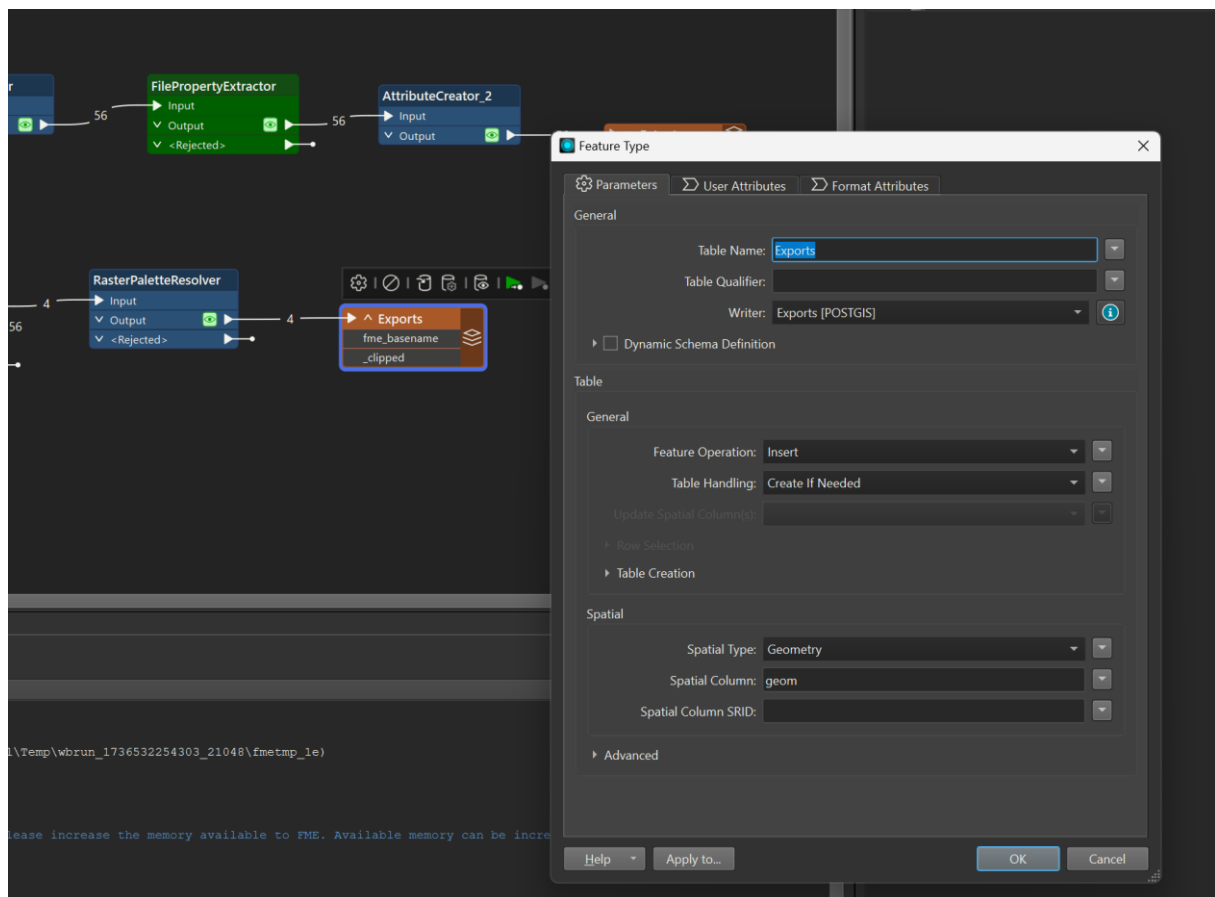 r
FilePropertyExtractor
Input
Output
<Rejected>
56
56
AttributeCreator_2
Input
Output
RasterPaletteResolver
Input
Output
<Rejected>
4
56
4
Exports
fme_basename
_clipped
l\Temp\wbrun_1736532254303_21048\fmetmp_1e)
lease increase the memory available to FME. Available memory can be incre
Feature Type
Parameters
User Attributes
Format Attributes
General
Table Name: Exports
Table Qualifier:
Writer: Exports [POSTGIS]
Dynamic Schema Definition
Table
General
Feature Operation: Insert
Table Handling: Create If Needed
Update Spatial Column(s):
Row Selection
Table Creation
Spatial
Spatial Type: Geometry
Spatial Column: geom
Spatial Column SRID:
Advanced
Help
Apply to...
OK
Cancel